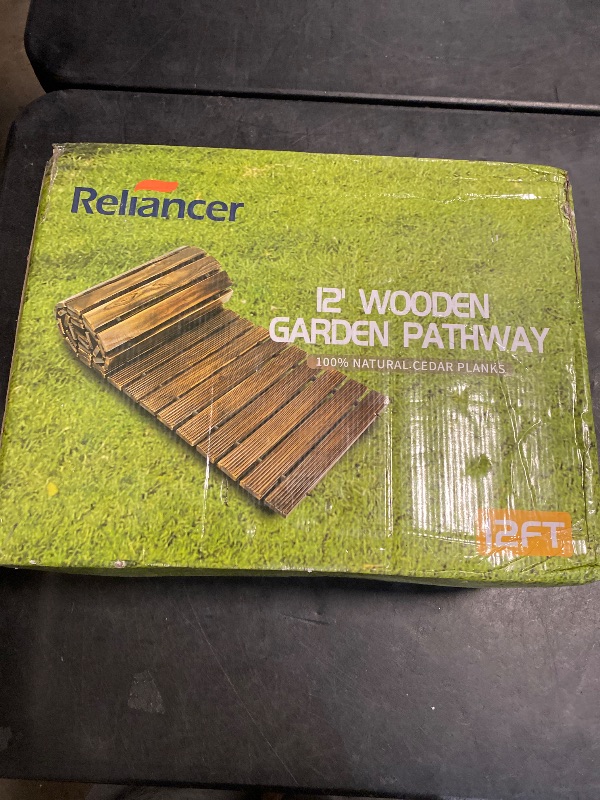 Reliancer
12' WOODEN
GARDEN PATHWAY
100% NATURAL CEDAR PLANKS
12FT